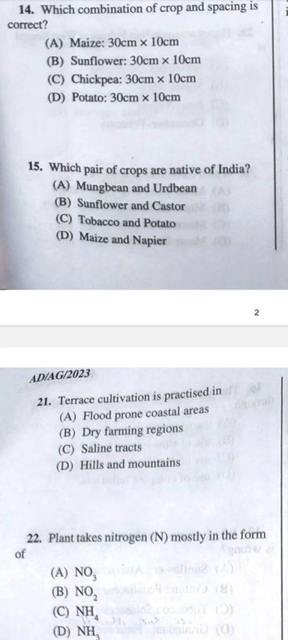 14. Which combination of crop and spacing is
correct?
(A) Maize: 30cm × 10cm
(B) Sunflower: 30cm × 10cm
(C) Chickpea: 30cm × 10cm
(D) Potato: 30cm × 10cm
15. Which pair of crops are native of India?
(A) Mungbean and Urdbean
(B) Sunflower and Castor
(C) Tobacco and Potato
(D) Maize and Napier
2
AD/AG/2023
21. Terrace cultivation is practised in
(A) Flood prone coastal areas
(B) Dry farming regions
(C) Saline tracts
(D) Hills and mountains
22. Plant takes nitrogen (N) mostly in the form
of
(A) NO₃
(B) NO₂
(C) NH₄
(D) NH₃